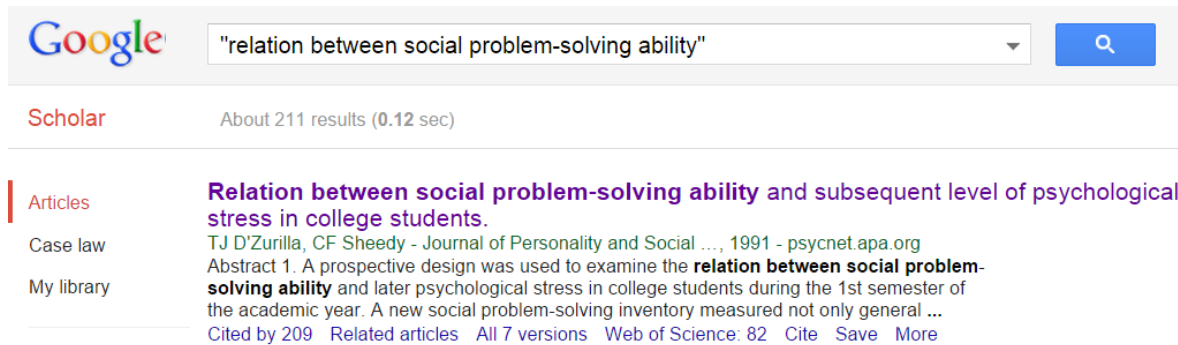 Google
"relation between social problem-solving ability"
Scholar
About 211 results (0.12 sec)
Articles
Case law
My library
Relation between social problem-solving ability and subsequent level of psychological
stress in college students.
TJ D'Zurilla, CF Sheedy - Journal of Personality and Social ..., 1991 - psycnet.apa.org
Abstract 1. A prospective design was used to examine the relation between social problem-
solving ability and later psychological stress in college students during the 1st semester of
the academic year. A new social problem-solving inventory measured not only general ...
Cited by 209 Related articles All 7 versions Web of Science: 82 Cite Save More